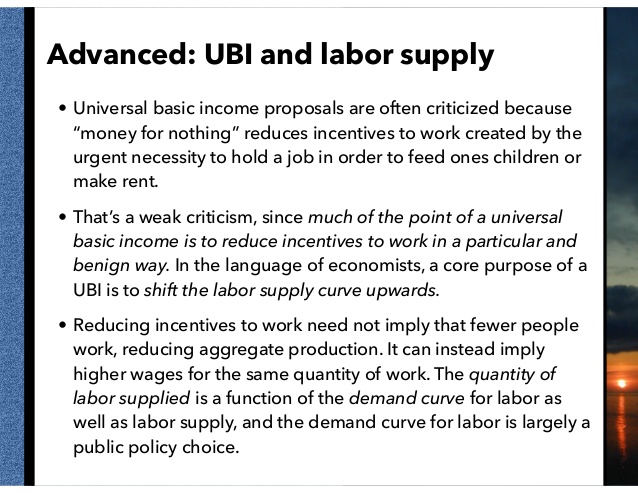 Advanced: UBI and labor supply
• Universal basic income proposals are often criticized because
“money for nothing” reduces incentives to work created by the
urgent necessity to hold a job in order to feed ones children or
make rent.
• That’s a weak criticism, since much of the point of a universal
basic income is to reduce incentives to work in a particular and
benign way. In the language of economists, a core purpose of a
UBI is to shift the labor supply curve upwards.
• Reducing incentives to work need not imply that fewer people
work, reducing aggregate production. It can instead imply
higher wages for the same quantity of work. The quantity of
labor supplied is a function of the demand curve for labor as
well as labor supply, and the demand curve for labor is largely a
public policy choice.